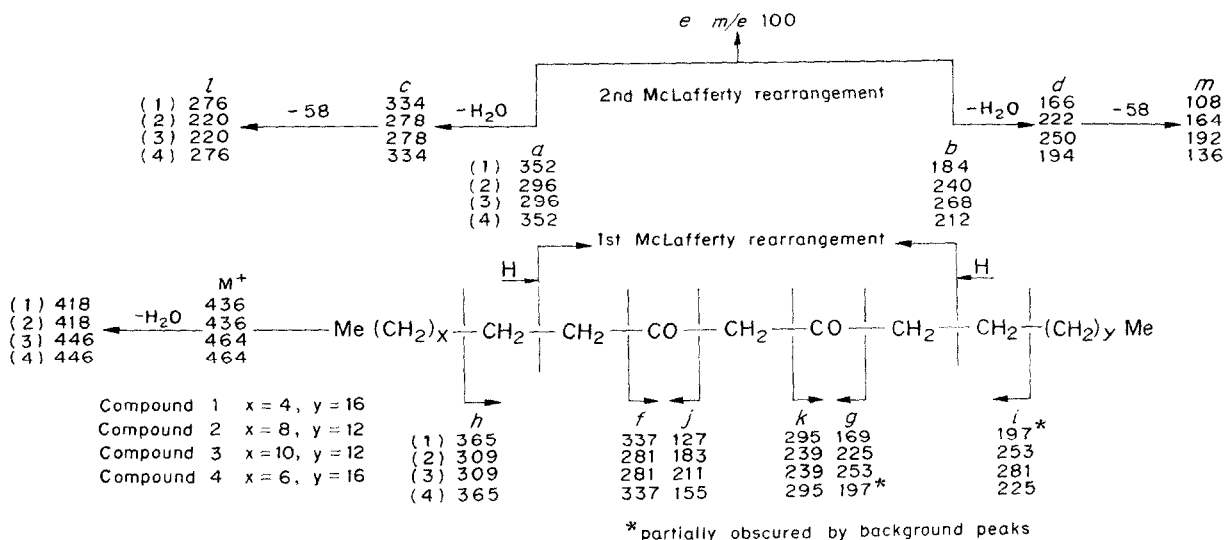 e m/e 100
2nd McLafferty rearrangement
l
(1) 276
(2) 220
(3) 220
(4) 276
-58
c
334
278
278
334
-H₂O
-H₂O
d
166
222
250
194
-58
m
108
164
192
136
a
(1) 352
(2) 296
(3) 296
(4) 352
b
184
240
268
212
1st McLafferty rearrangement
H
H
(1) 418
(2) 418
(3) 446
(4) 446
-H₂O
M⁺
436
436
464
464
Me (CH₂)ₓ — CH₂ — CH₂ — CO — CH₂ — CO — CH₂ — CH₂ — (CH₂)y Me
Compound 1 x = 4, y = 16
Compound 2 x = 8, y = 12
Compound 3 x = 10, y = 12
Compound 4 x = 6, y = 16
h
(1) 365
(2) 309
(3) 309
(4) 365
f j
337 127
281 183
281 211
337 155
k g
295 169
239 225
239 253
295 197*
i
197*
253
281
225
*partially obscured by background peaks